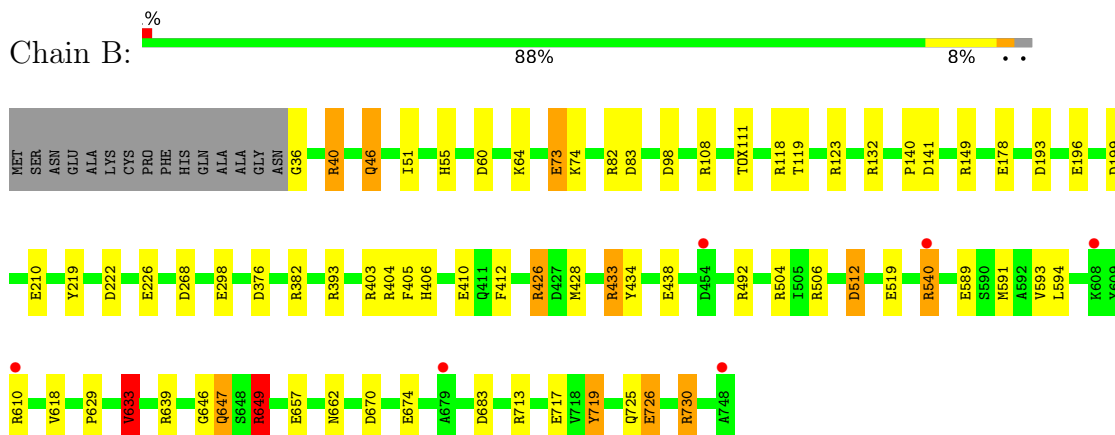 %
Chain B:
88% 8% • •
MET SER ASN GLU ALA LYS CYS PRO PHE HIS GLN ALA ALA GLY ASN G36 R40 Q46 I51 H55 D60 K64 E73 K74 R82 D83 D98 R108 TOX111 R118 T119 R123 R132 P140 D141 R149 E178 D193 E196
E210 Y219 D222 E226 D268 E298 D376 R382 R393 R403 R404 F405 H406 E410 Q411 F412 R426 D427 M428 R433 Y434 E438 D454 R492 R504 I505 R506 D512 E519 R540 E589 S590 M591 A592 V593 L594 K608
R610 V618 P629 V633 R639 G646 Q647 S648 R649 E657 N662 D670 E674 A679 D683 R713 E717 V718 Y719 Q725 E726 R730 A748